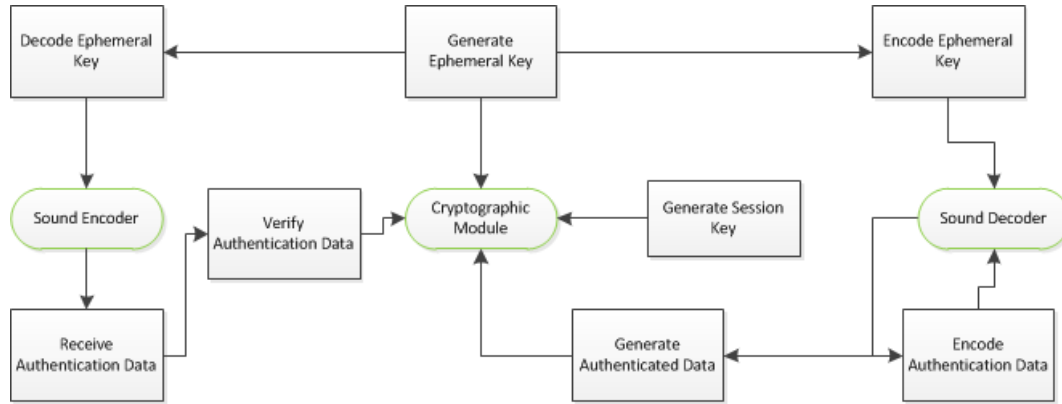 Decode Ephemeral
Key
Generate
Ephemeral Key
Encode Ephemeral
Key
Sound Encoder
Verify
Authentication Data
Cryptographic
Module
Generate Session
Key
Sound Decoder
Receive
Authentication Data
Generate
Authenticated Data
Encode
Authentication Data